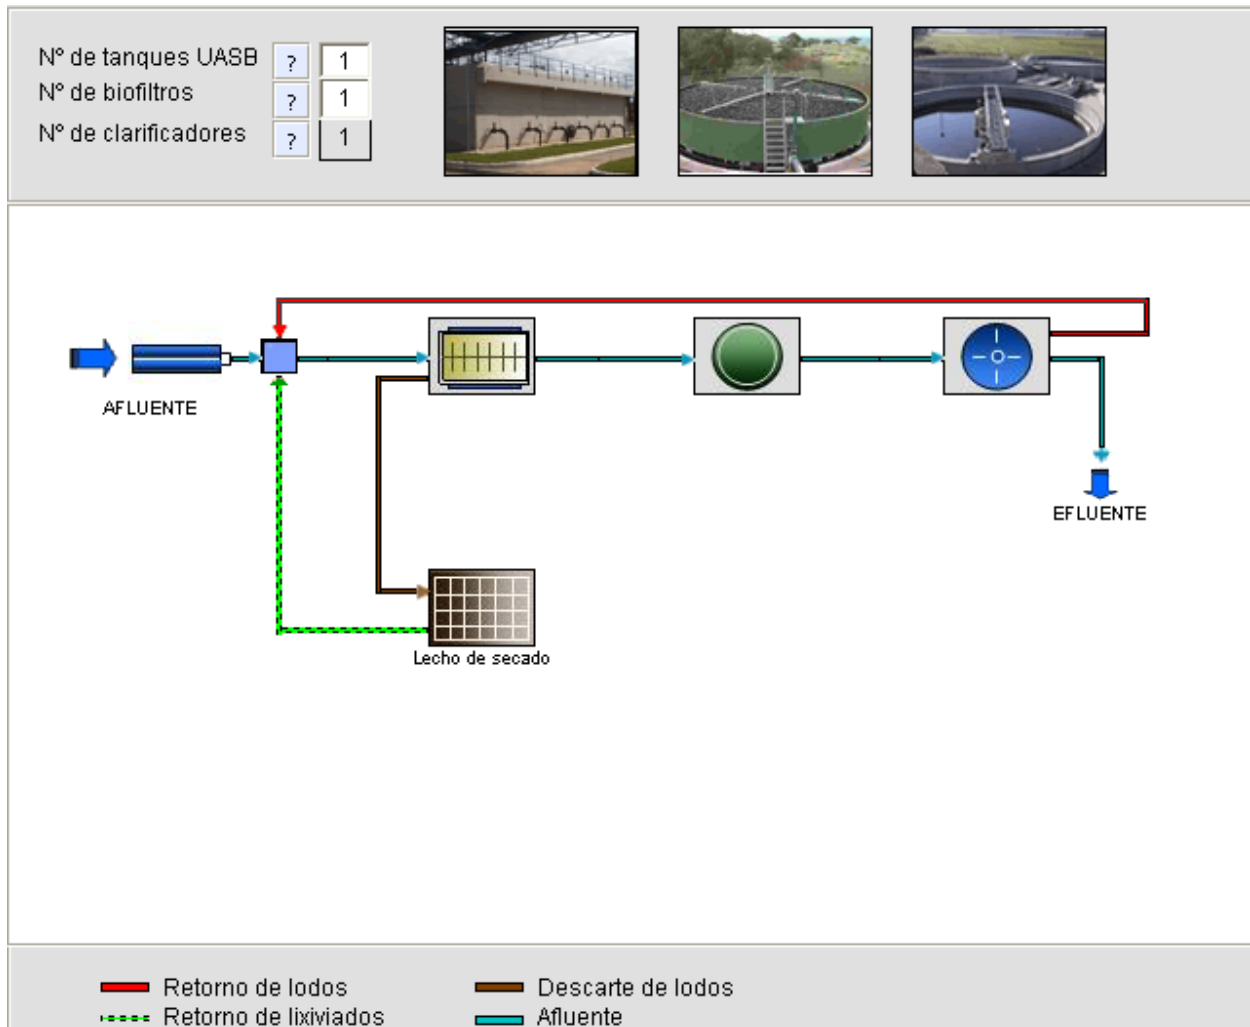 Nº de tanques UASB ? 1
Nº de biofiltros ? 1
Nº de clarificadores ? 1
AFLUENTE
EFLUENTE
Lecho de secado
Retorno de lodos Descarte de lodos
Retorno de lixiviados Afluente